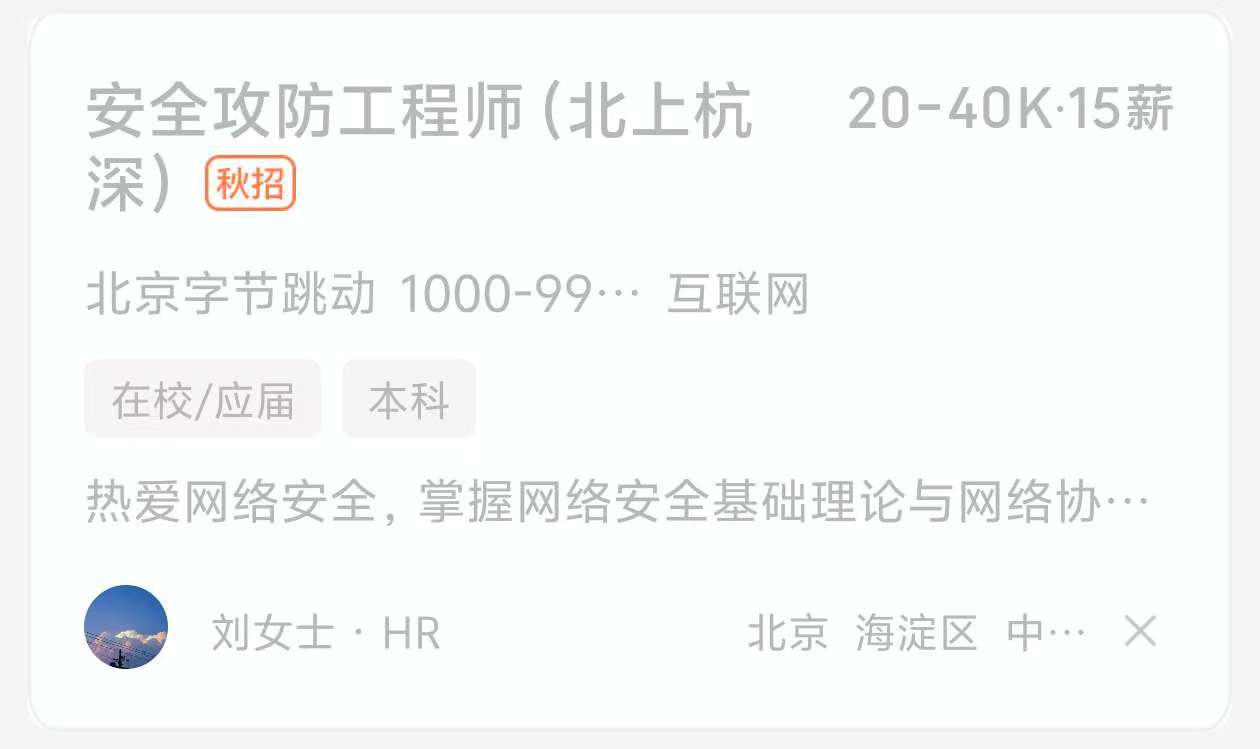 安全攻防工程师(北上杭 20-40K·15薪
深) 秋招
北京字节跳动 1000-99… 互联网
在校/应届 本科
热爱网络安全，掌握网络安全基础理论与网络协…
刘女士 · HR 北京 海淀区 中…